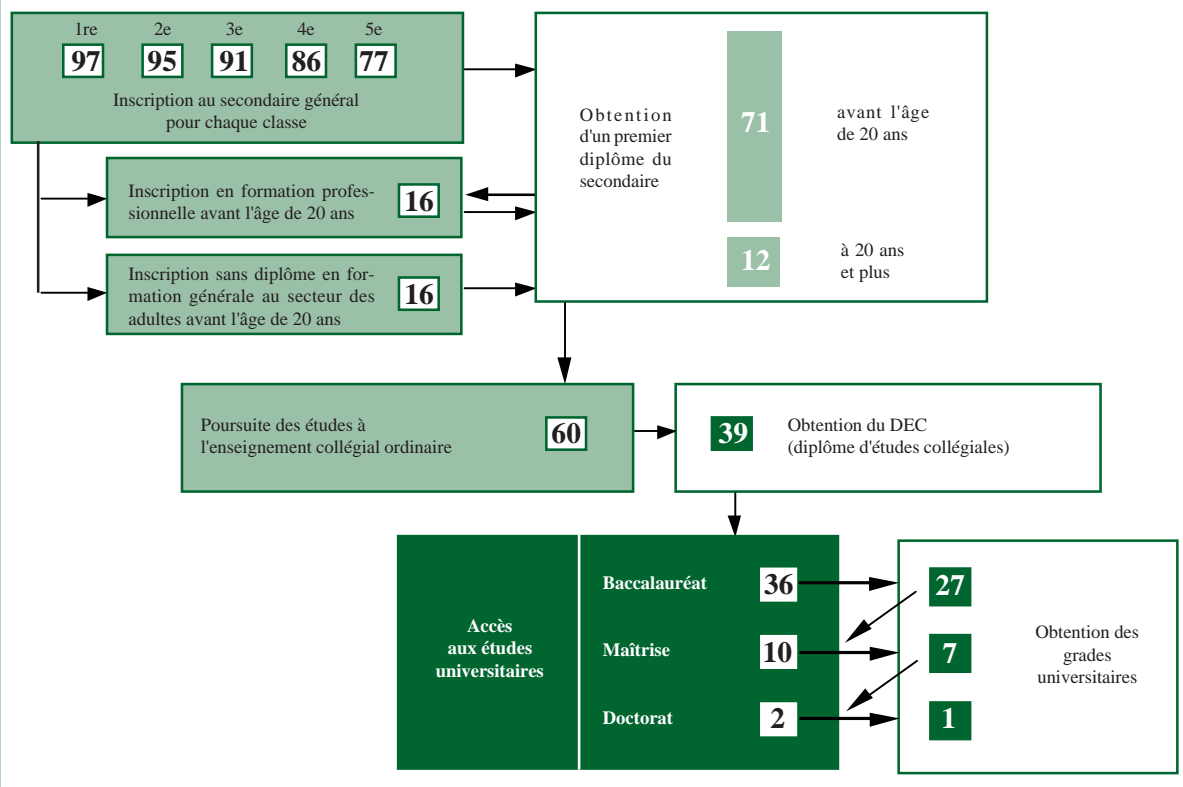 1re 2e 3e 4e 5e
97 95 91 86 77
Inscription au secondaire général
pour chaque classe
Inscription en formation profes-
sionnelle avant l'âge de 20 ans
16
Inscription sans diplôme en for-
mation générale au secteur des
adultes avant l'âge de 20 ans
16
Obtention
d'un premier
diplôme du
secondaire
71
avant l'âge
de 20 ans
12
à 20 ans
et plus
Poursuite des études à
l'enseignement collégial ordinaire
60
39
Obtention du DEC
(diplôme d'études collégiales)
Accès
aux études
universitaires
Baccalauréat 36
Maîtrise 10
Doctorat 2
27
7
1
Obtention des
grades
universitaires